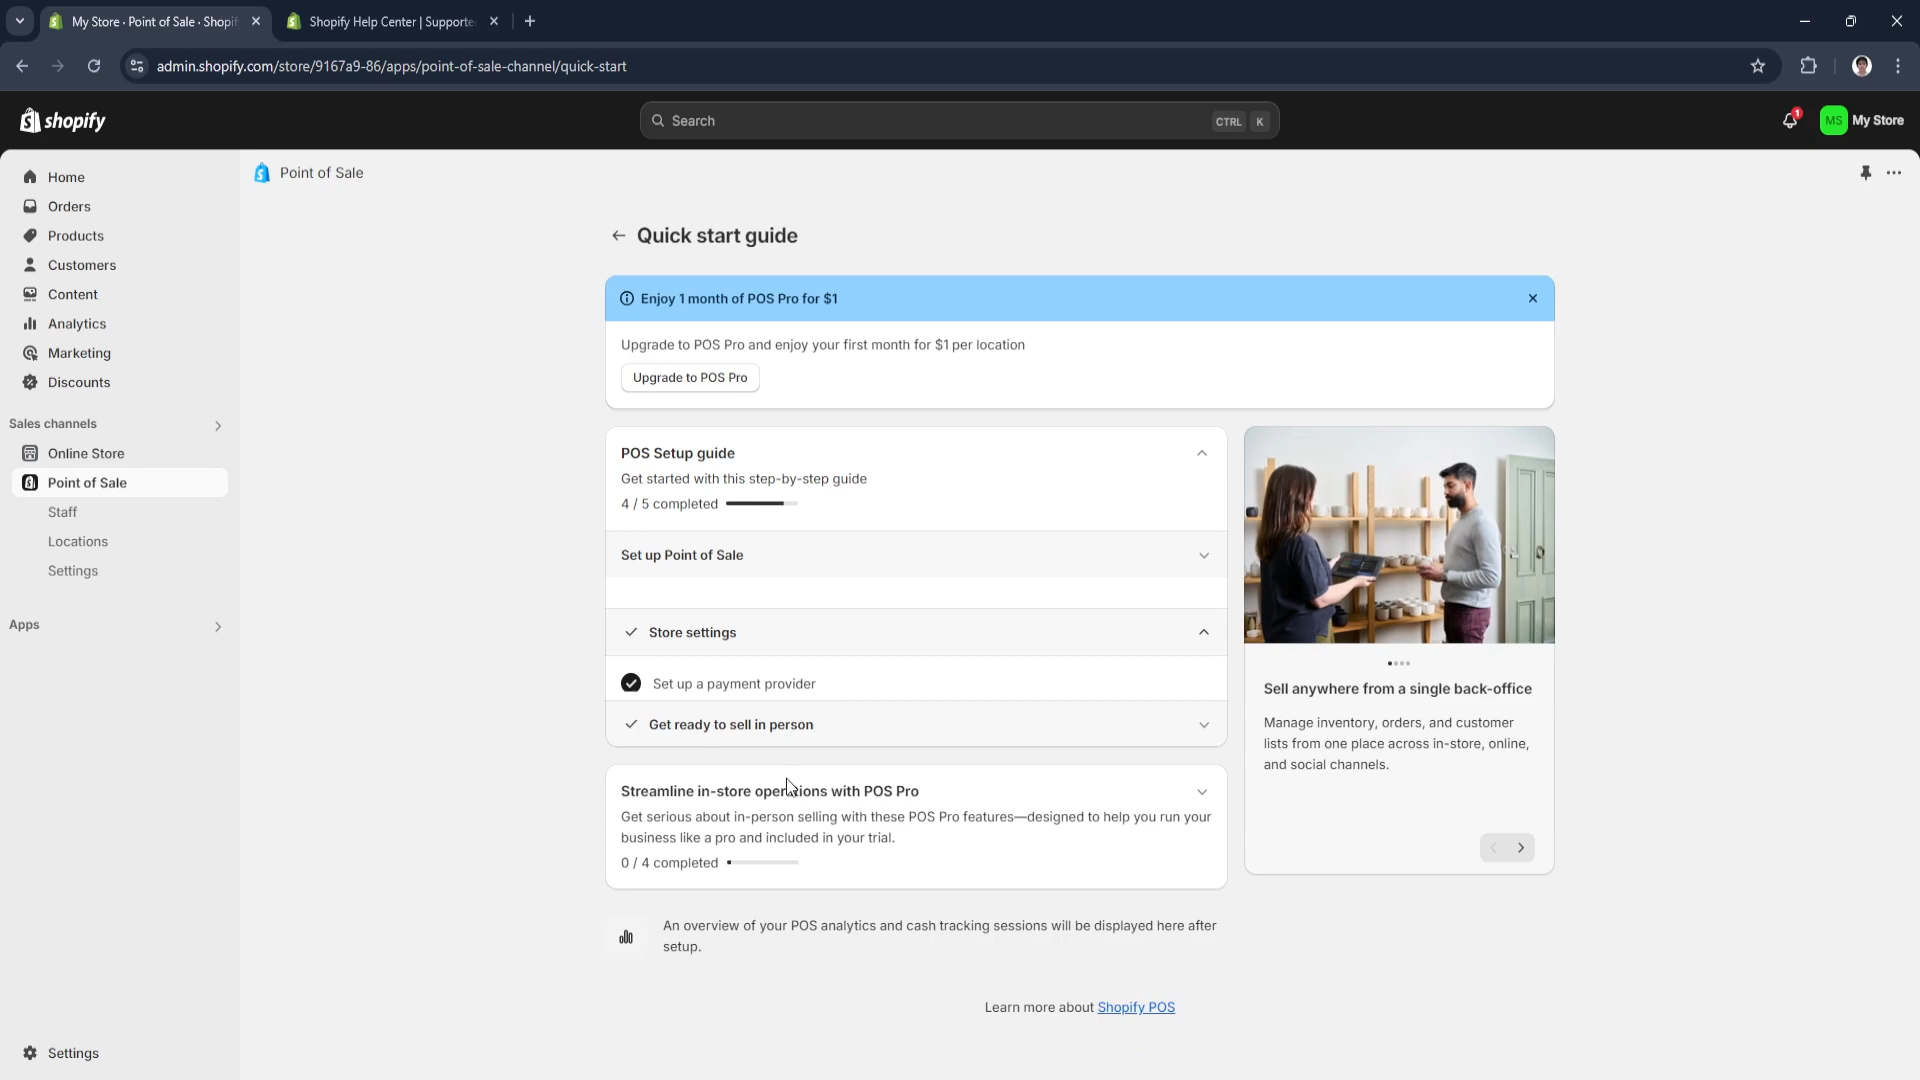 My Store · Point of Sale · Shopif
Shopify Help Center | Supporte
admin.shopify.com/store/9167a9-86/apps/point-of-sale-channel/quick-start
shopify
Search
CTRL K
1
MS
My Store
Home
Orders
Products
Customers
Content
Analytics
Marketing
Discounts
Sales channels
Online Store
Point of Sale
Staff
Locations
Settings
Apps
Settings
Point of Sale
Quick start guide
Enjoy 1 month of POS Pro for $1
Upgrade to POS Pro and enjoy your first month for $1 per location
Upgrade to POS Pro
POS Setup guide
Get started with this step-by-step guide
4 / 5 completed
Set up Point of Sale
Store settings
Set up a payment provider
Get ready to sell in person
Streamline in-store operations with POS Pro
Get serious about in-person selling with these POS Pro features—designed to help you run your
business like a pro and included in your trial.
0 / 4 completed
An overview of your POS analytics and cash tracking sessions will be displayed here after
setup.
Sell anywhere from a single back-office
Manage inventory, orders, and customer
lists from one place across in-store, online,
and social channels.
Learn more about Shopify POS